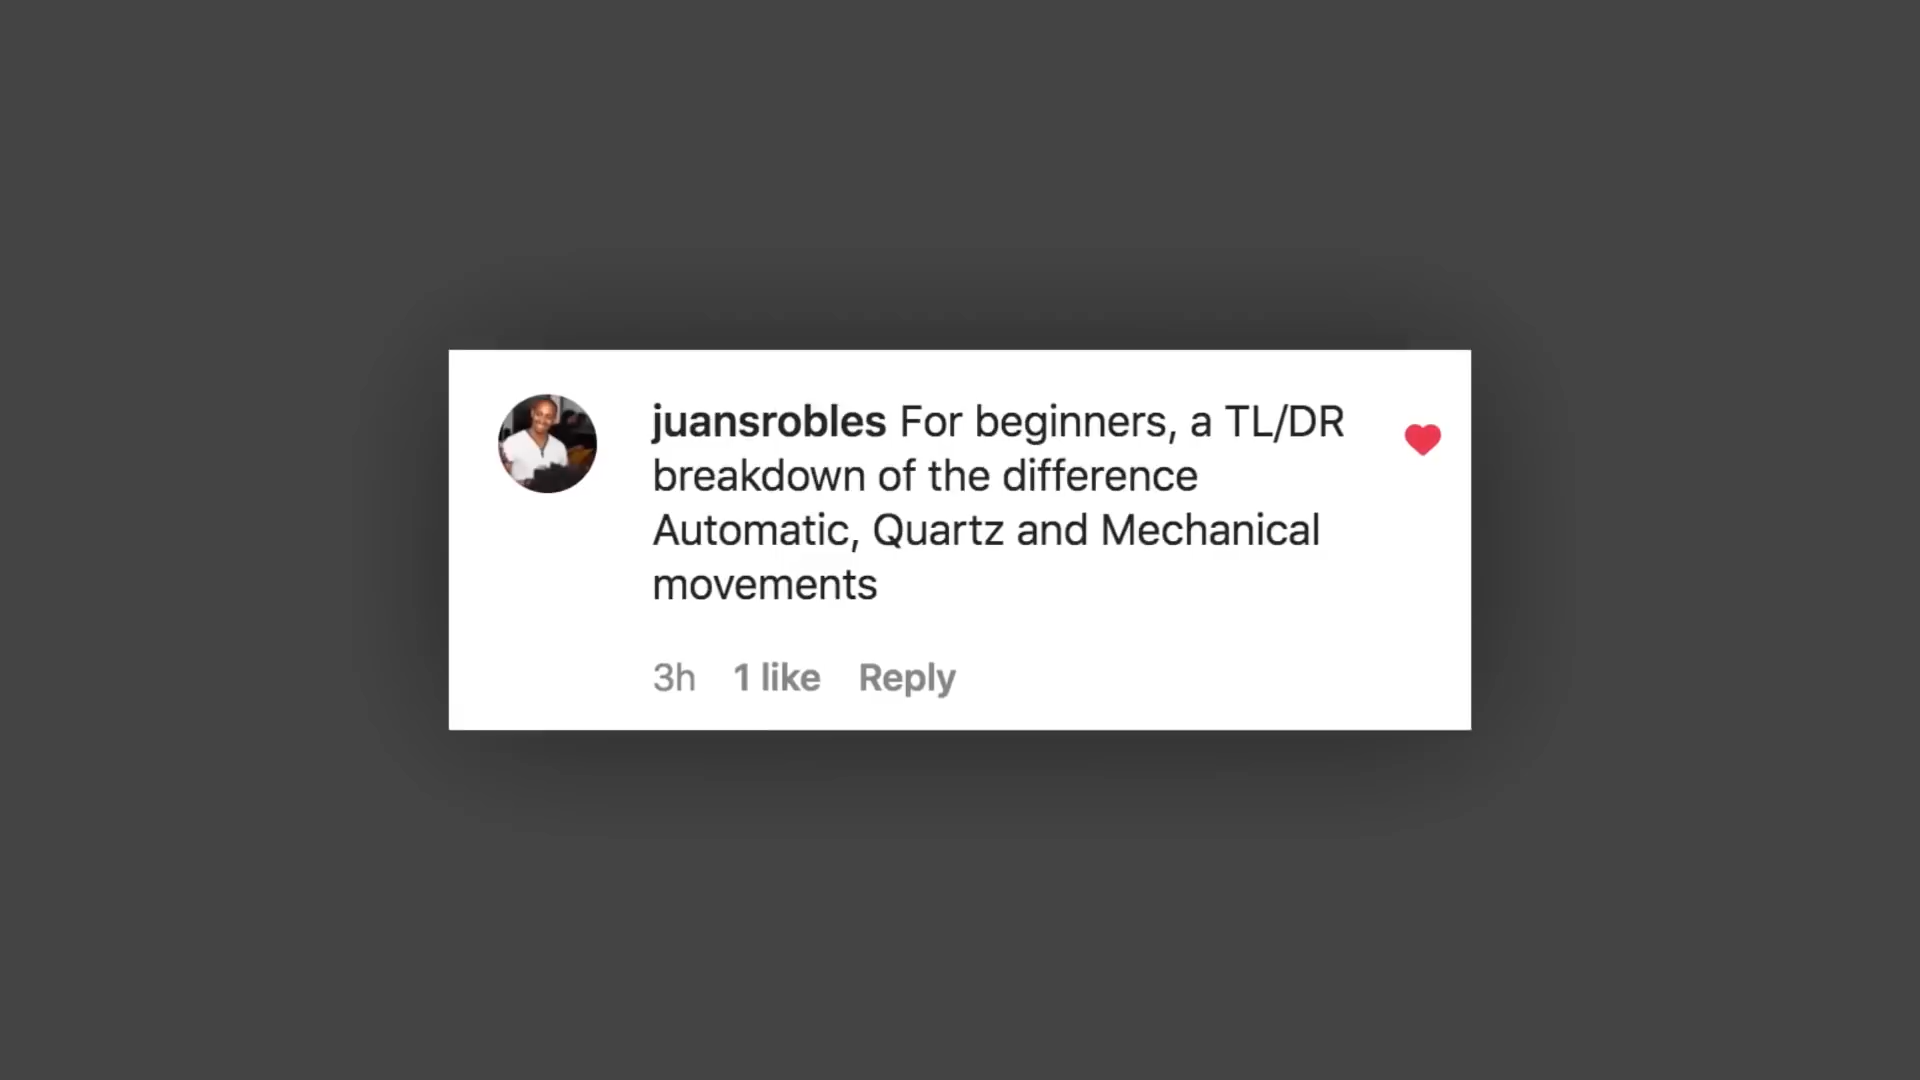 juansrobles For beginners, a TL/DR
breakdown of the difference
Automatic, Quartz and Mechanical
movements
3h 1 like Reply